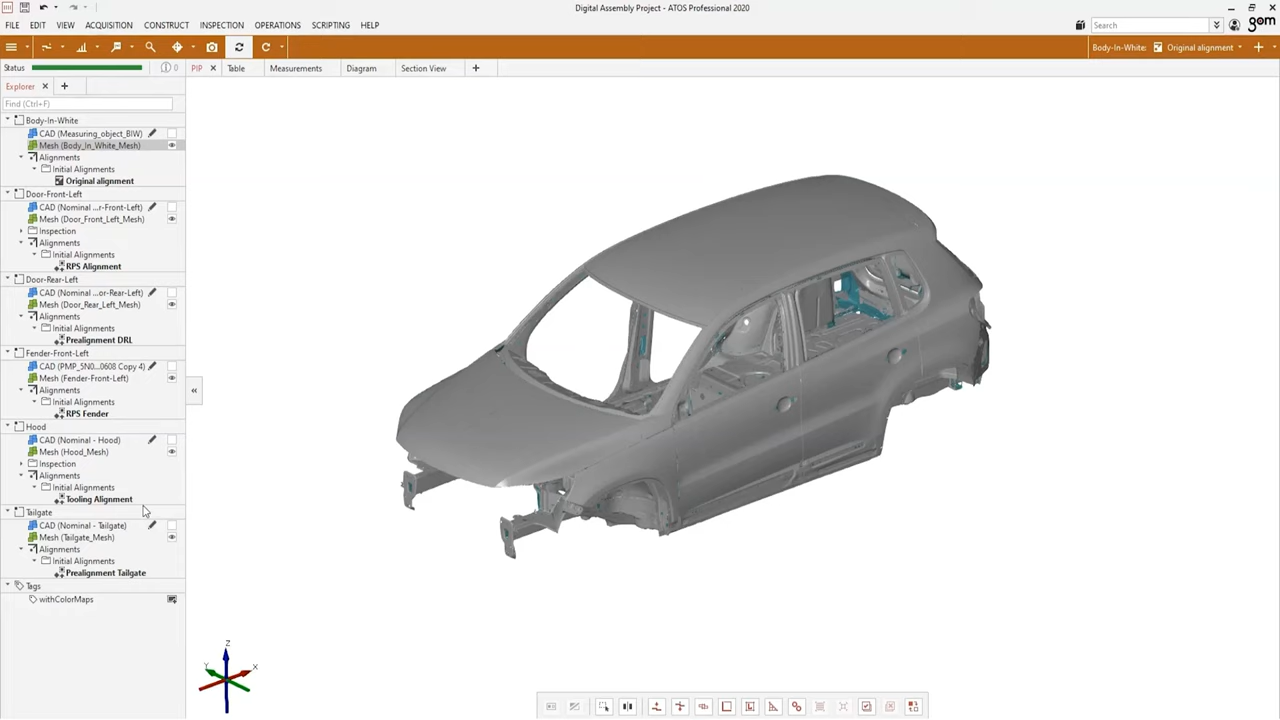 Digital Assembly Project - ATOS Professional 2020
FILE EDIT VIEW ACQUISITION CONSTRUCT INSPECTION OPERATIONS SCRIPTING HELP
Search
gom
Body-In-White: Original alignment
Status
0
PIP Table Measurements Diagram Section View +
Explorer
Find (Ctrl+F)
Body-In-White
CAD (Measuring_object_BIW)
Mesh (Body_In_White_Mesh)
Alignments
Initial Alignments
Original alignment
Door-Front-Left
CAD (Nominal ...r-Front-Left)
Mesh (Door_Front_Left_Mesh)
Inspection
Alignments
Initial Alignments
RPS Alignment
Door-Rear-Left
CAD (Nominal ...or-Rear-Left)
Mesh (Door_Rear_Left_Mesh)
Alignments
Initial Alignments
Prealignment DRL
Fender-Front-Left
CAD (PMP_5N0...0608 Copy 4)
Mesh (Fender-Front-Left)
Alignments
Initial Alignments
RPS Fender
Hood
CAD (Nominal - Hood)
Mesh (Hood_Mesh)
Inspection
Alignments
Initial Alignments
Tooling Alignment
Tailgate
CAD (Nominal - Tailgate)
Mesh (Tailgate_Mesh)
Alignments
Initial Alignments
Prealignment Tailgate
Tags
withColorMaps
Z
Y
X